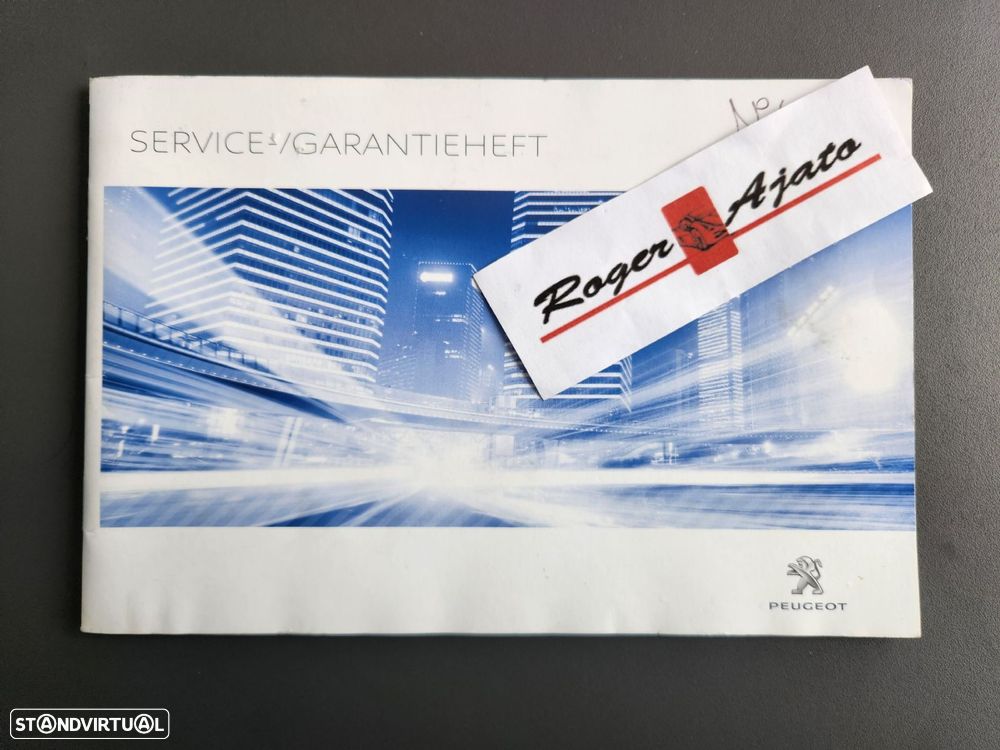 SERVICE-/GARANTIEHEFT
Roger Ajato
PEUGEOT
STANDVIRTUAL